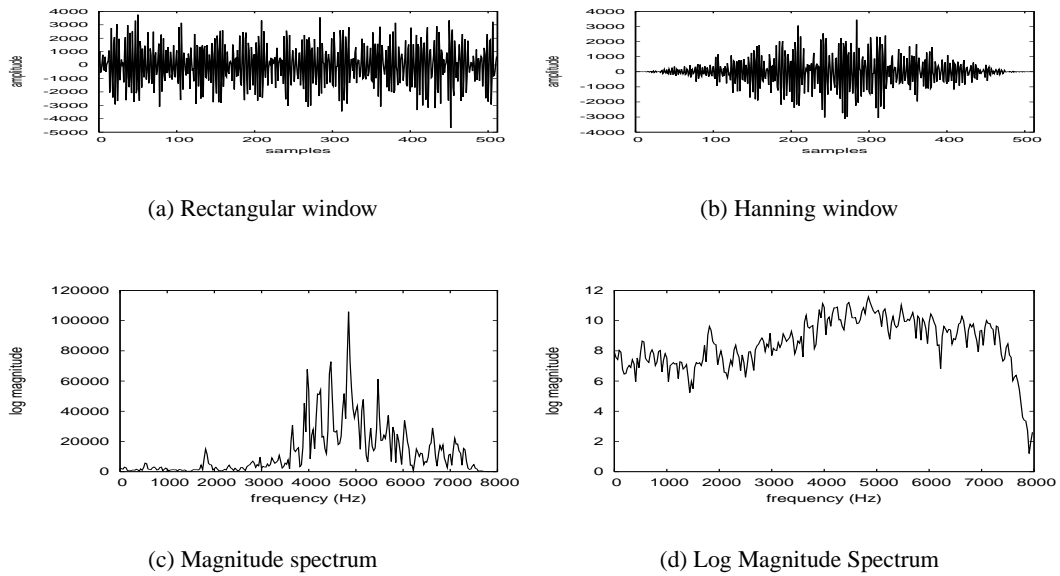 4000
3000
2000
1000
0
-1000
-2000
-3000
-4000
-5000
amplitude
0 100 200 300 400 500
samples
(a) Rectangular window
4000
3000
2000
1000
0
-1000
-2000
-3000
-4000
amplitude
0 100 200 300 400 500
samples
(b) Hanning window
120000
100000
80000
60000
40000
20000
0
log magnitude
0 1000 2000 3000 4000 5000 6000 7000 8000
frequency (Hz)
(c) Magnitude spectrum
12
10
8
6
4
2
0
log magnitude
0 1000 2000 3000 4000 5000 6000 7000 8000
frequency (Hz)
(d) Log Magnitude Spectrum